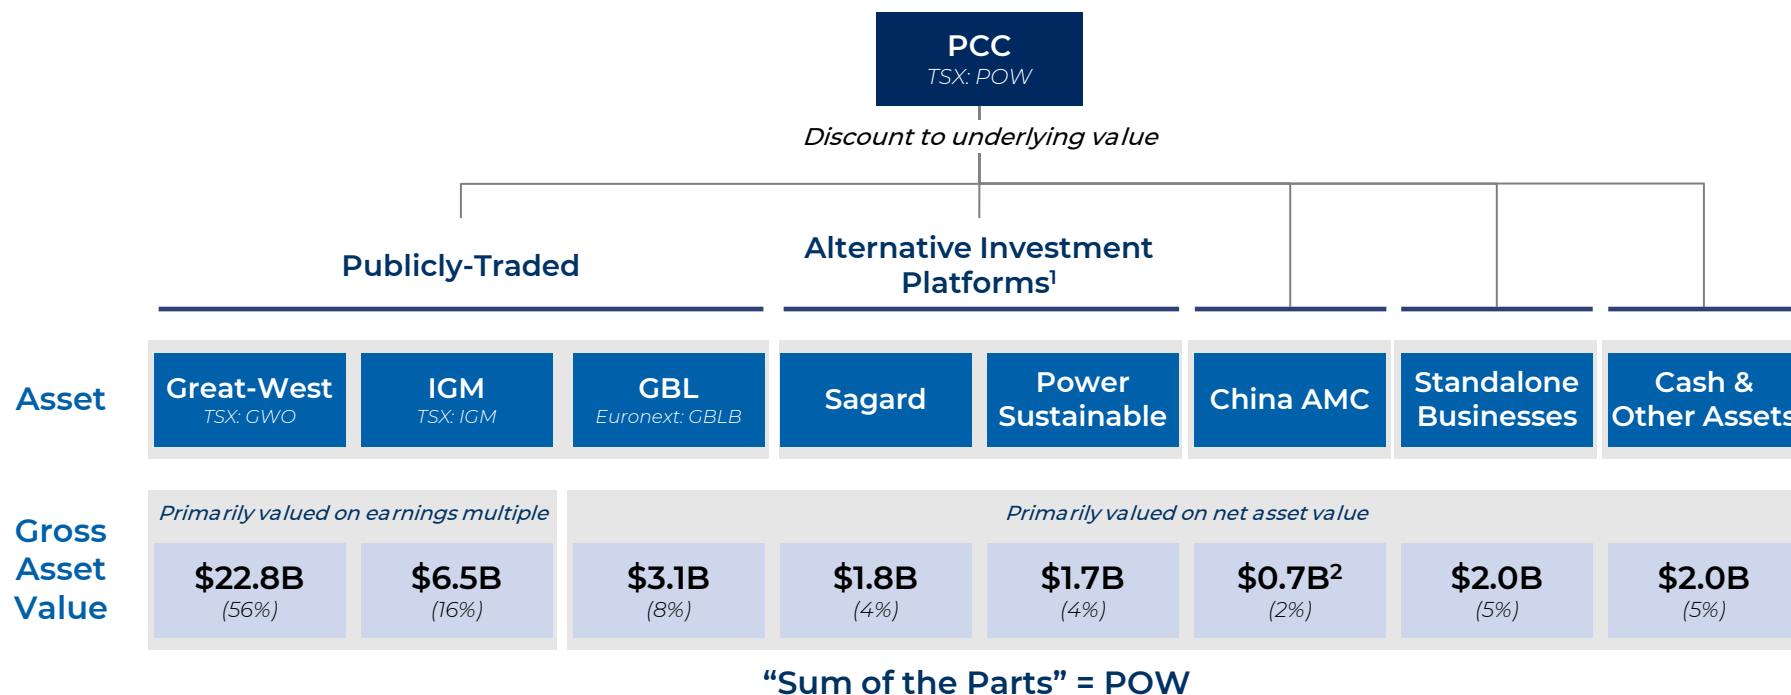 PCC
TSX: POW
Discount to underlying value
Publicly-Traded
Alternative Investment
Platforms¹
Asset
Great-West
TSX: GWO
IGM
TSX: IGM
GBL
Euronext: GBLB
Sagard
Power
Sustainable
China AMC
Standalone
Businesses
Cash &
Other Assets
Gross
Asset
Value
Primarily valued on earnings multiple
Primarily valued on net asset value
$22.8B
(56%)
$6.5B
(16%)
$3.1B
(8%)
$1.8B
(4%)
$1.7B
(4%)
$0.7B²
(2%)
$2.0B
(5%)
$2.0B
(5%)
“Sum of the Parts” = POW